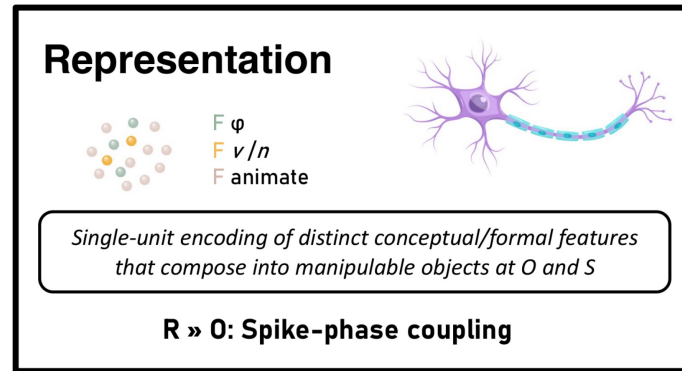 Representation
F φ
F v/n
F animate
Single-unit encoding of distinct conceptual/formal features
that compose into manipulable objects at O and S
R » O: Spike-phase coupling